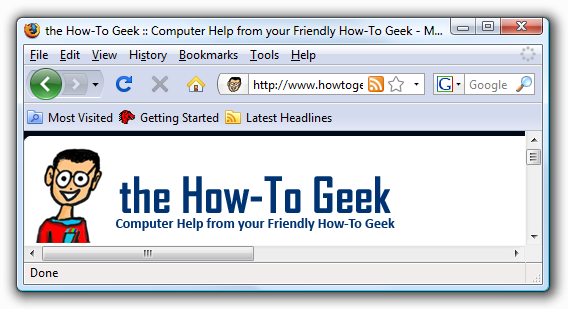 the How-To Geek :: Computer Help from your Friendly How-To Geek - M...
File Edit View History Bookmarks Tools Help
http://www.howtoge Google
Most Visited Getting Started Latest Headlines
the How-To Geek
Computer Help from your Friendly How-To Geek
Done